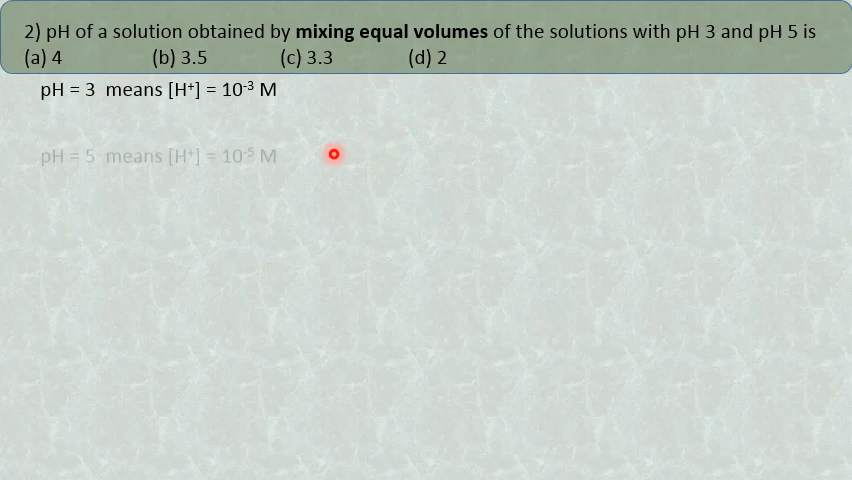 2) pH of a solution obtained by mixing equal volumes of the solutions with pH 3 and pH 5 is
(a) 4 (b) 3.5 (c) 3.3 (d) 2
pH = 3 means [H⁺] = 10⁻³ M
pH = 5 means [H⁺] = 10⁻⁵ M